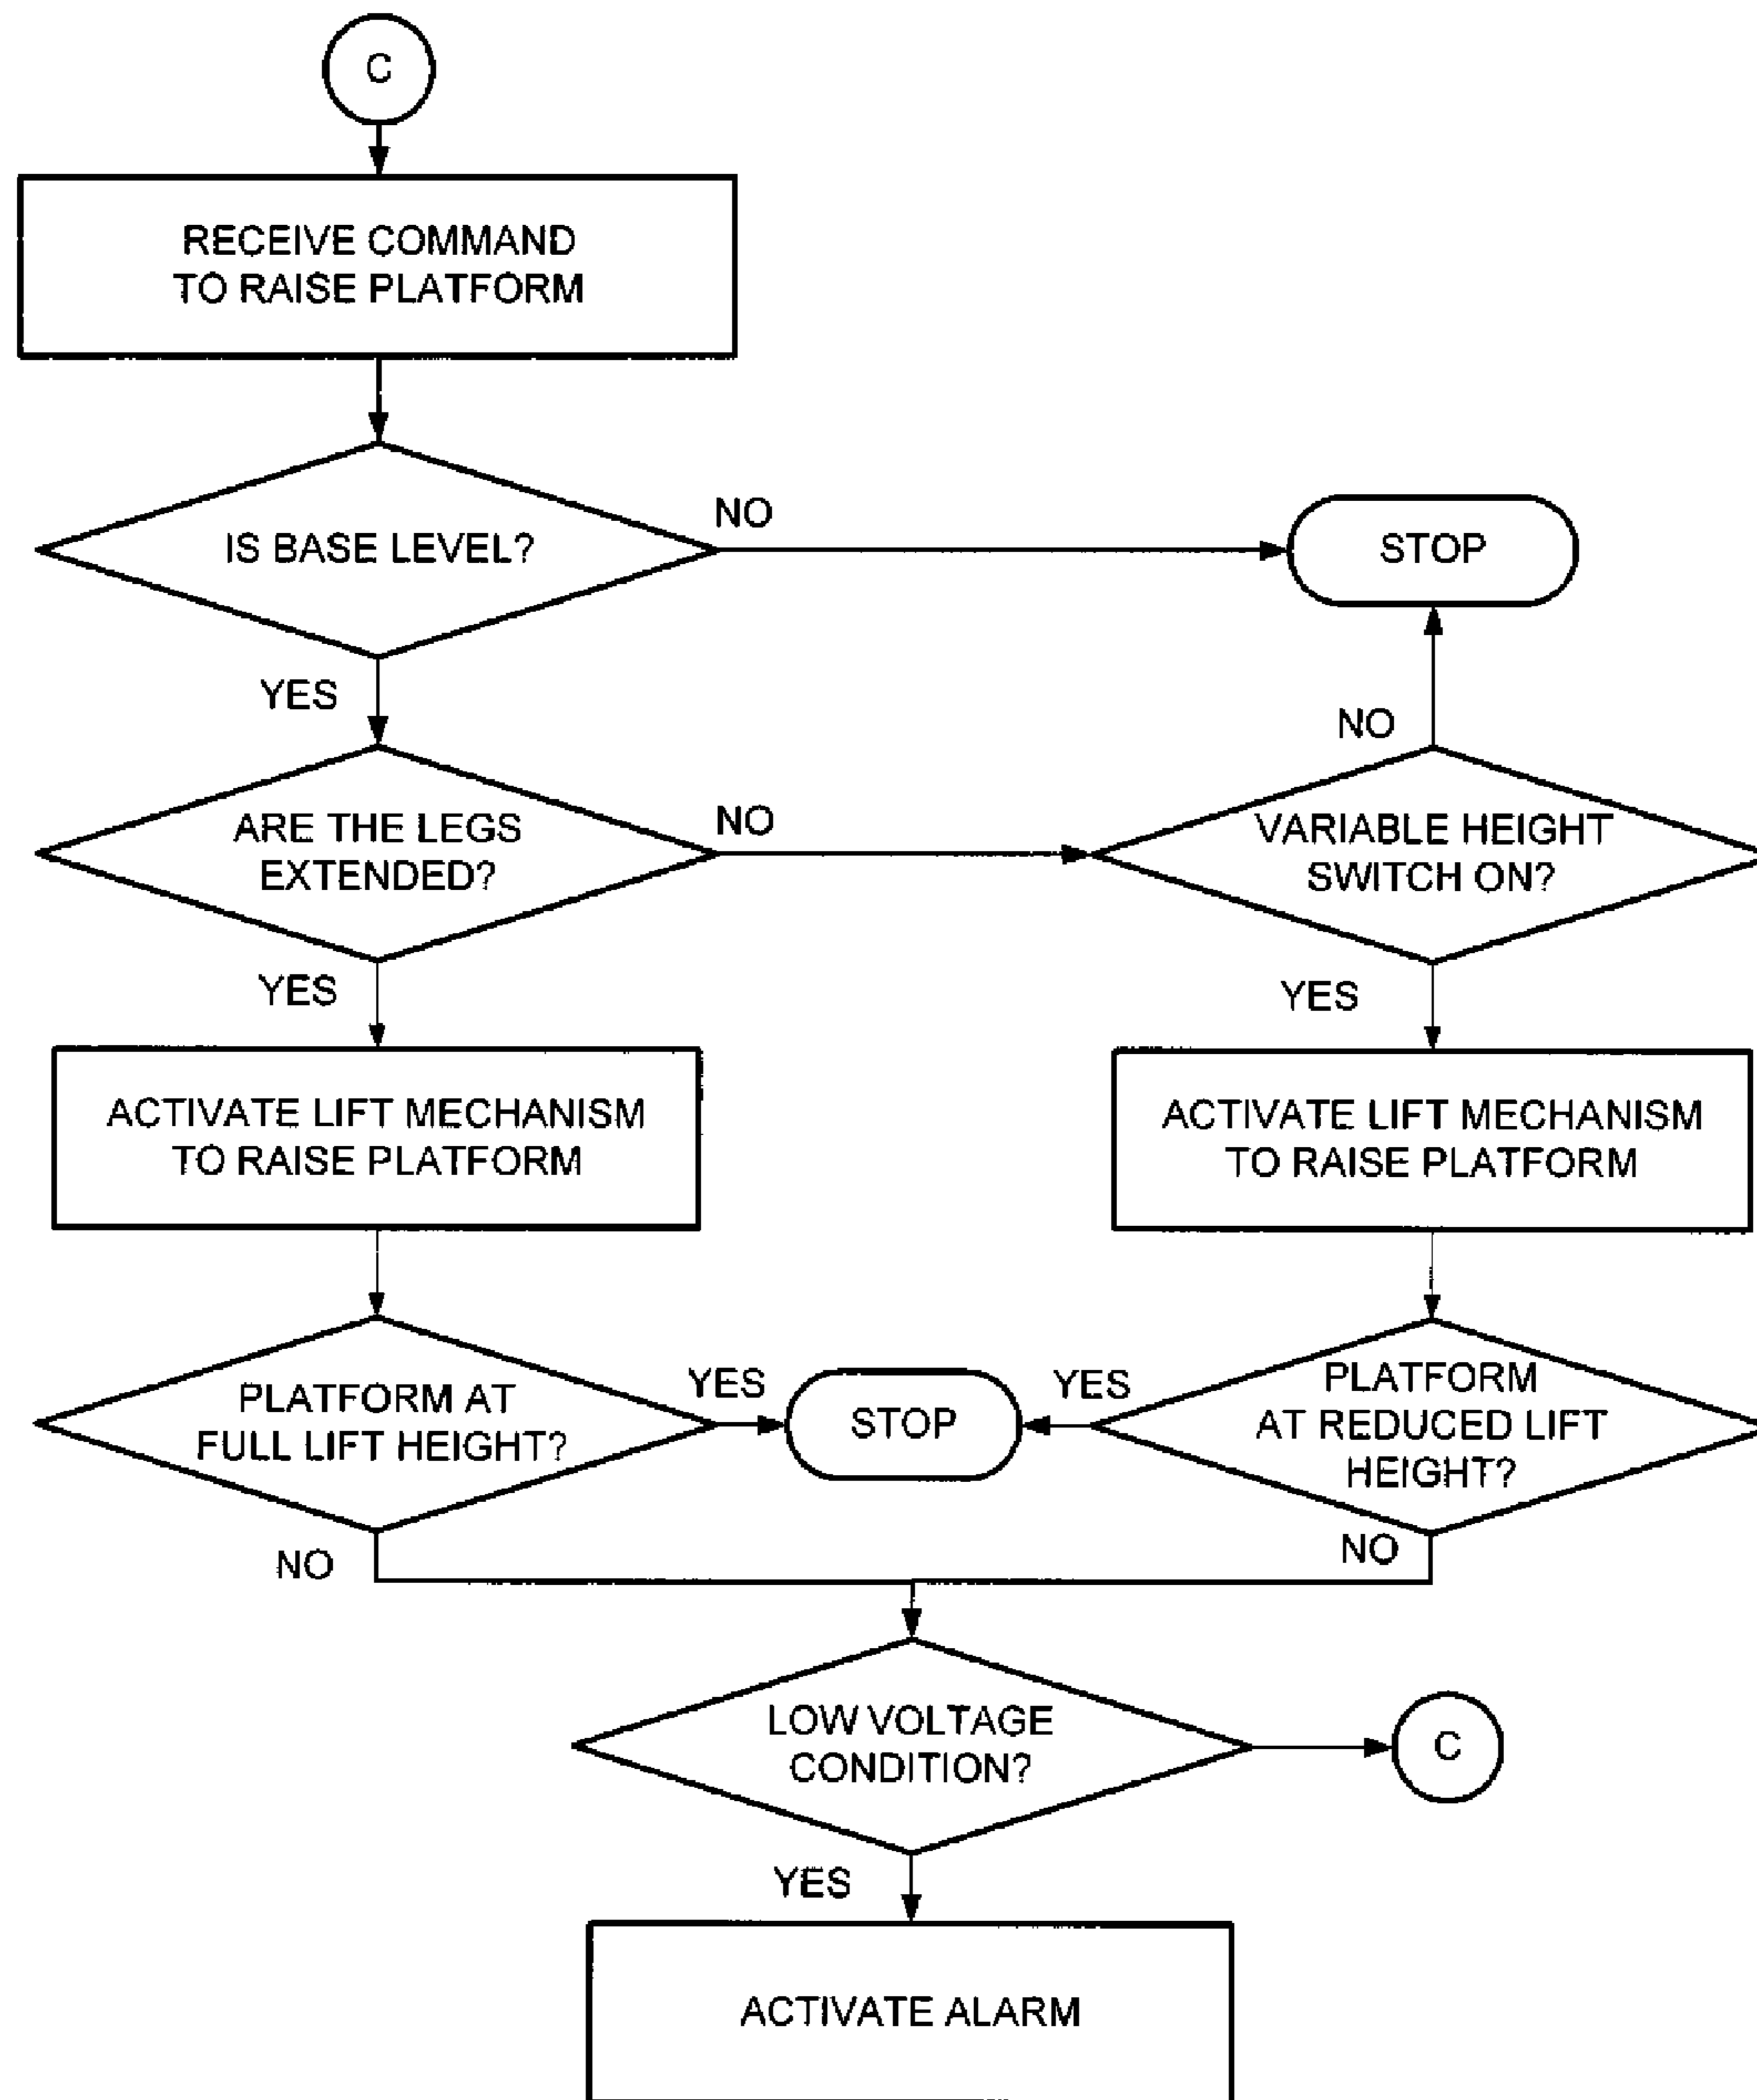 C
RECEIVE COMMAND
TO RAISE PLATFORM
IS BASE LEVEL?
NO
STOP
YES
NO
ARE THE LEGS
EXTENDED?
NO
VARIABLE HEIGHT
SWITCH ON?
YES
YES
ACTIVATE LIFT MECHANISM
TO RAISE PLATFORM
ACTIVATE LIFT MECHANISM
TO RAISE PLATFORM
PLATFORM AT
FULL LIFT HEIGHT?
YES
STOP
YES
PLATFORM
AT REDUCED LIFT
HEIGHT?
NO
NO
LOW VOLTAGE
CONDITION?
C
YES
ACTIVATE ALARM